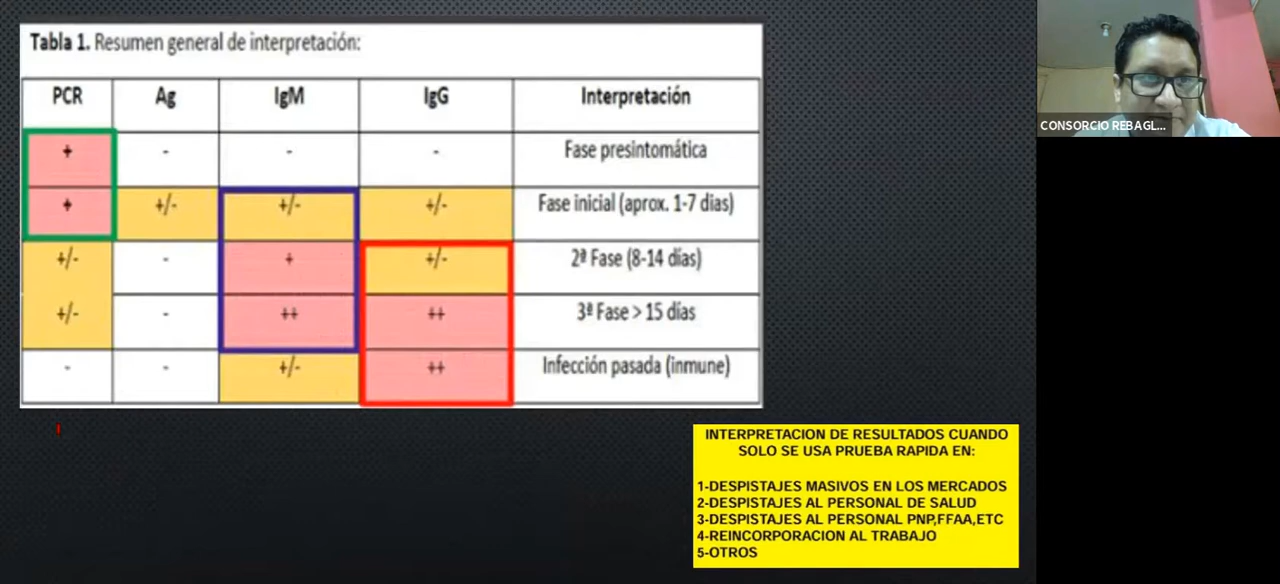 Tabla 1. Resumen general de interpretación:
PCR Ag IgM IgG Interpretación
+ - - - Fase presintomática
+ +/- +/- +/- Fase inicial (aprox. 1-7 dias)
+/- - + +/- 2ª Fase (8-14 días)
+/- - ++ ++ 3ª Fase > 15 días
- - +/- ++ Infección pasada (inmune)
CONSORCIO REBAGL...
INTERPRETACION DE RESULTADOS CUANDO
SOLO SE USA PRUEBA RAPIDA EN:
1-DESPISTAJES MASIVOS EN LOS MERCADOS
2-DESPISTAJES AL PERSONAL DE SALUD
3-DESPISTAJES AL PERSONAL PNP,FFAA,ETC
4-REINCORPORACION AL TRABAJO
5-OTROS